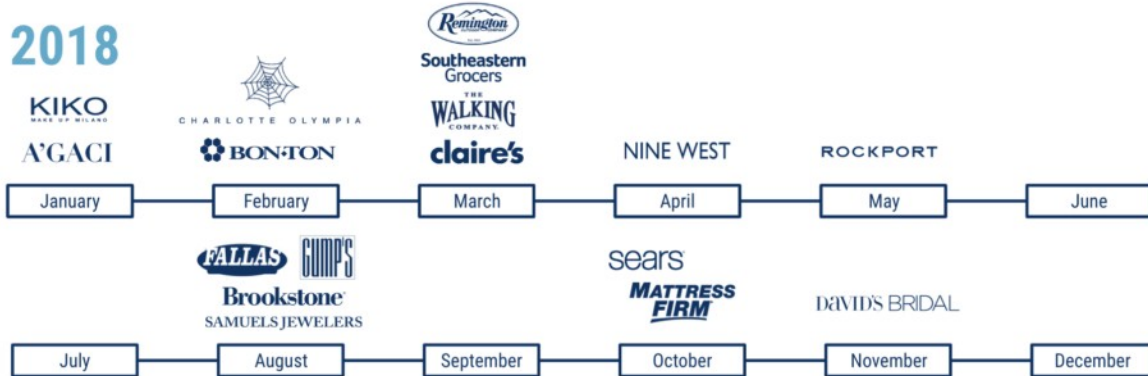 2018
KIKO
MAKE UP MILANO
A'GACI
CHARLOTTE OLYMPIA
BON·TON
Remington
Southeastern
Grocers
THE
WALKING
COMPANY.
claire's
NINE WEST
ROCKPORT
January
February
March
April
May
June
FALLAS
GUMP'S
Brookstone
SAMUELS JEWELERS
sears
MATTRESS
FIRM
DAVID'S BRIDAL
July
August
September
October
November
December